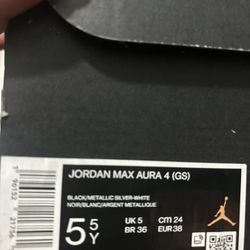 JORDAN MAX AURA 4 (GS)
BLACK/METALLIC SILVER-WHITE
NOIR/BLANC/ARGENT METALLIQUE
5 5 Y
UK 5 CM 24
BR 36 EUR 38